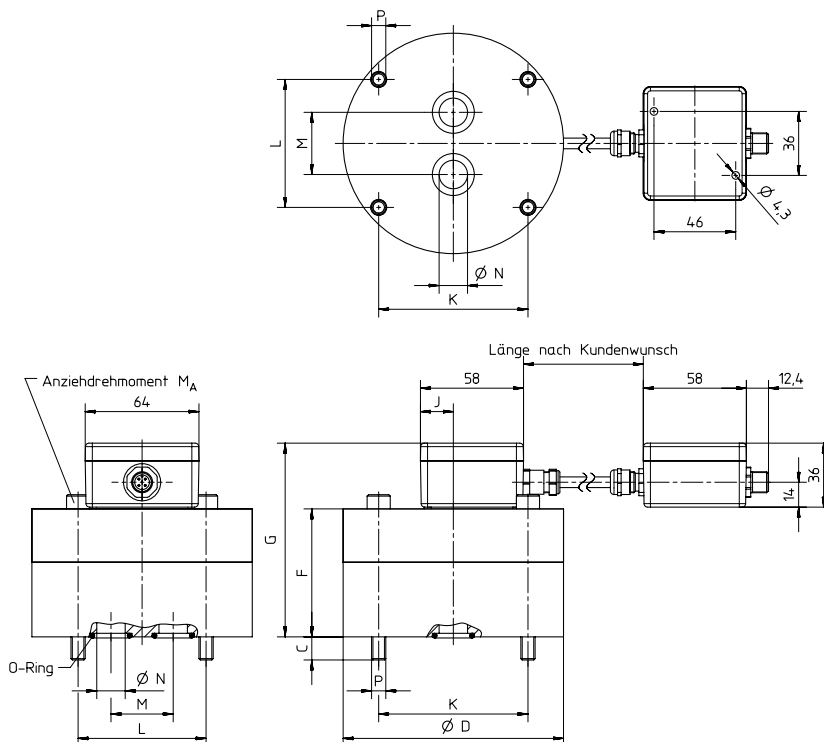 P
L
M
36
Ø 4,3
46
Ø N
K
Länge nach Kundenwunsch
Anziehdrehmoment M_A
64
58
J
58
12,4
36
14
G
F
C
O-Ring
Ø N
M
L
P
K
Ø D